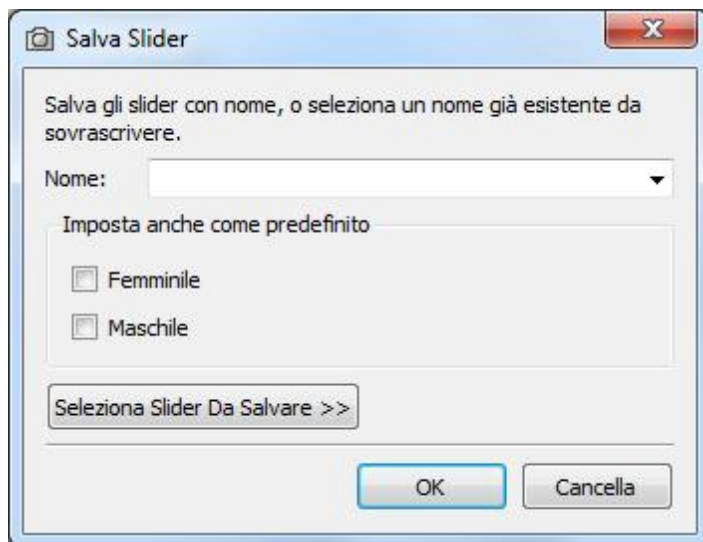 Salva Slider
Salva gli slider con nome, o seleziona un nome già esistente da
sovrascrivere.
Nome:
Imposta anche come predefinito
Femminile
Maschile
Seleziona Slider Da Salvare >>
OK Cancella